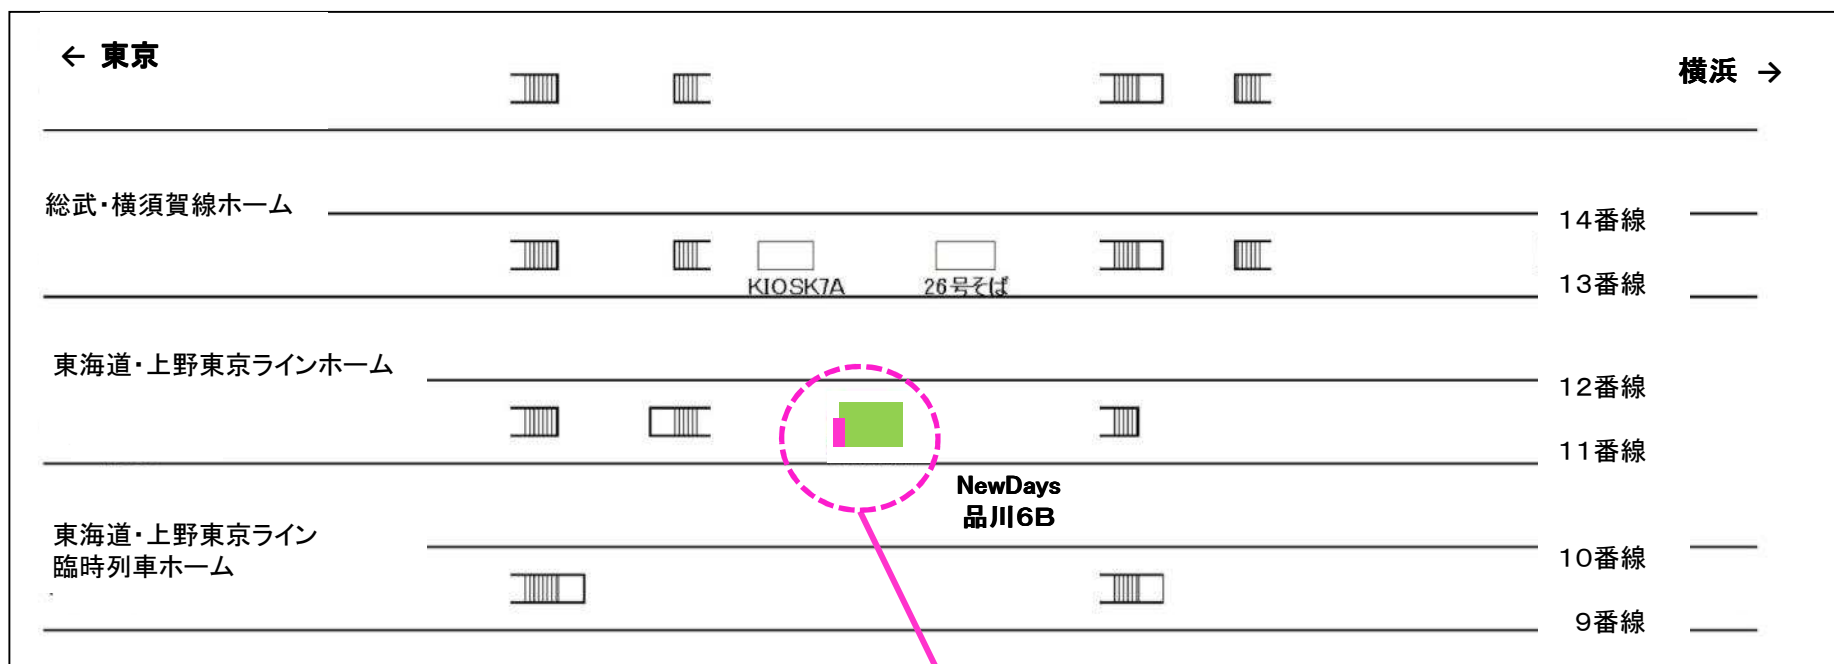 ← 東京
横浜 →
総武・横須賀線ホーム
14番線
KIOSK7A
26号そば
13番線
東海道・上野東京ラインホーム
12番線
11番線
NewDays
品川6B
東海道・上野東京ライン
臨時列車ホーム
10番線
9番線